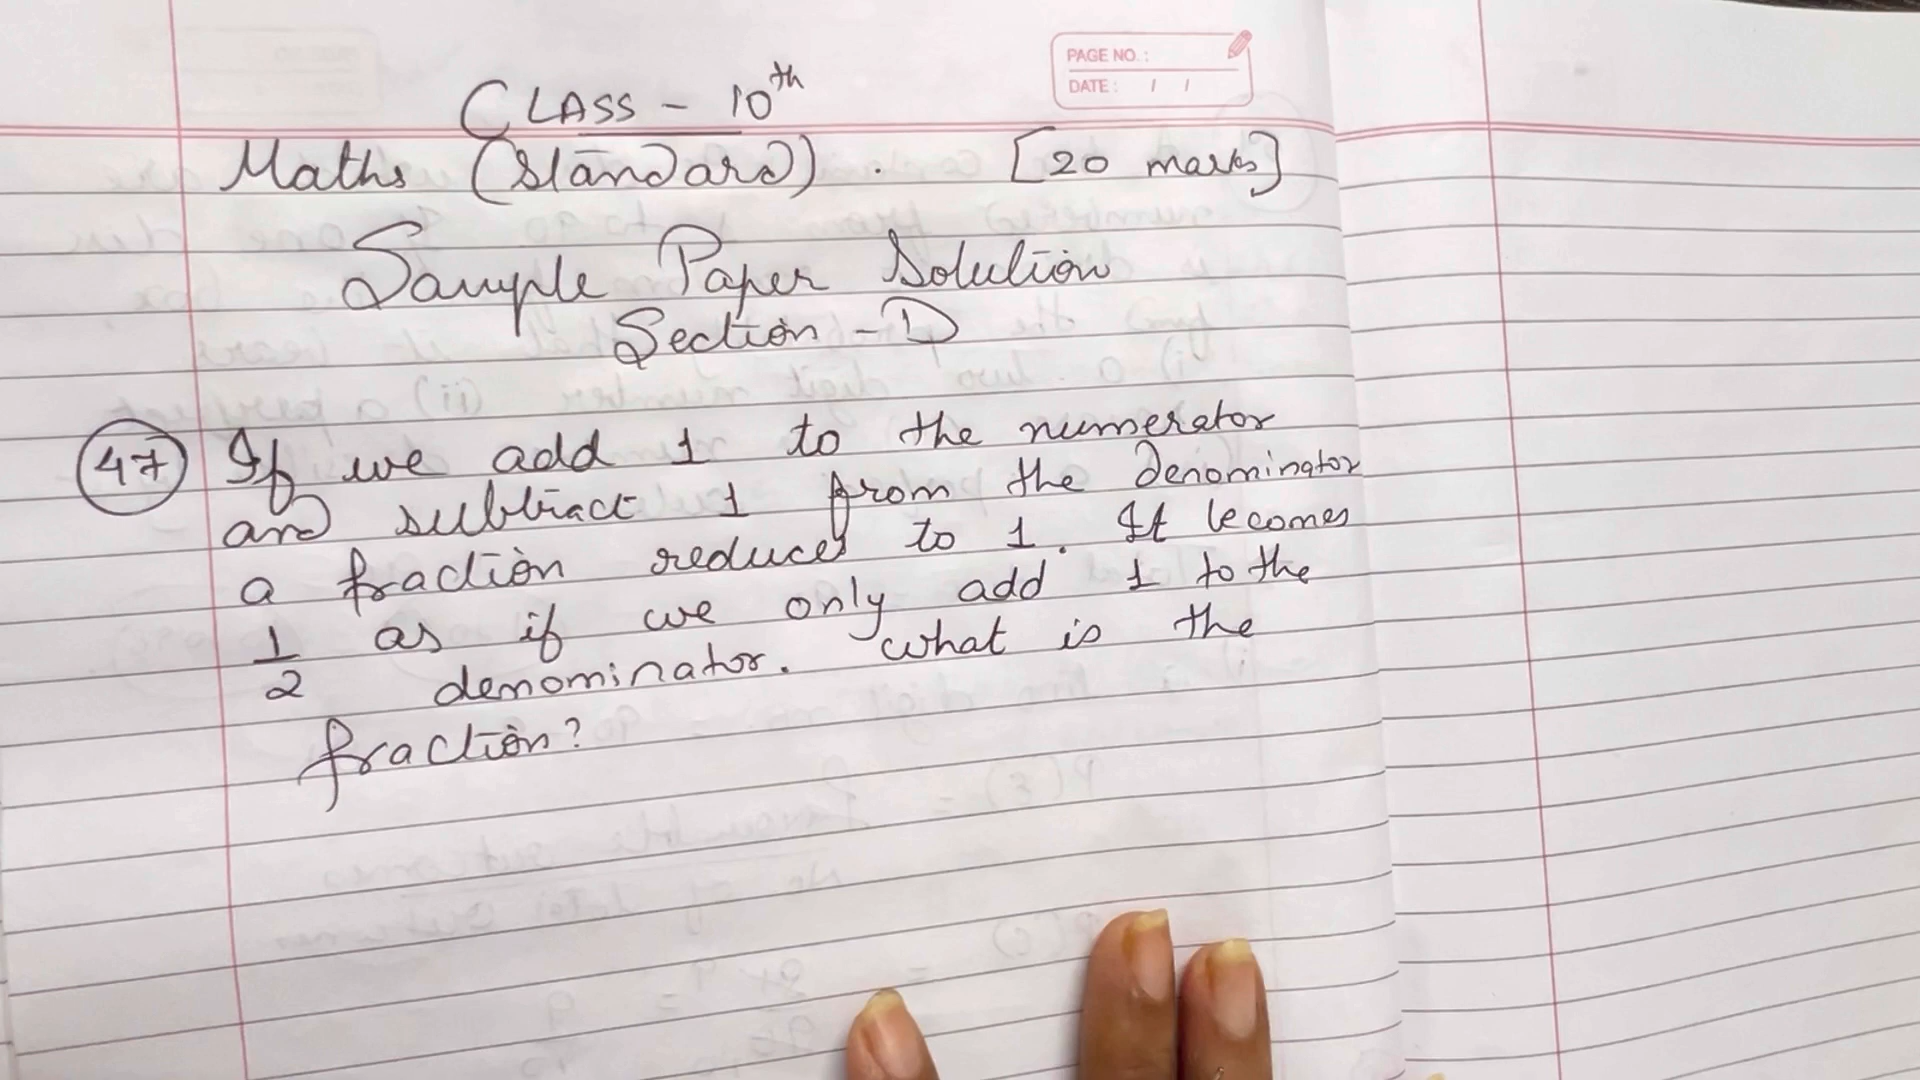 PAGE NO. :
DATE : / /
CLASS - 10th
Maths (Standard). [20 marks]
Sample Paper Solution
Section - D
47 If we add 1 to the numerator
and subtract 1 from the denominator
a fraction reduces to 1. It becomes
1/2 as if we only add 1 to the
denominator. what is the
fraction?